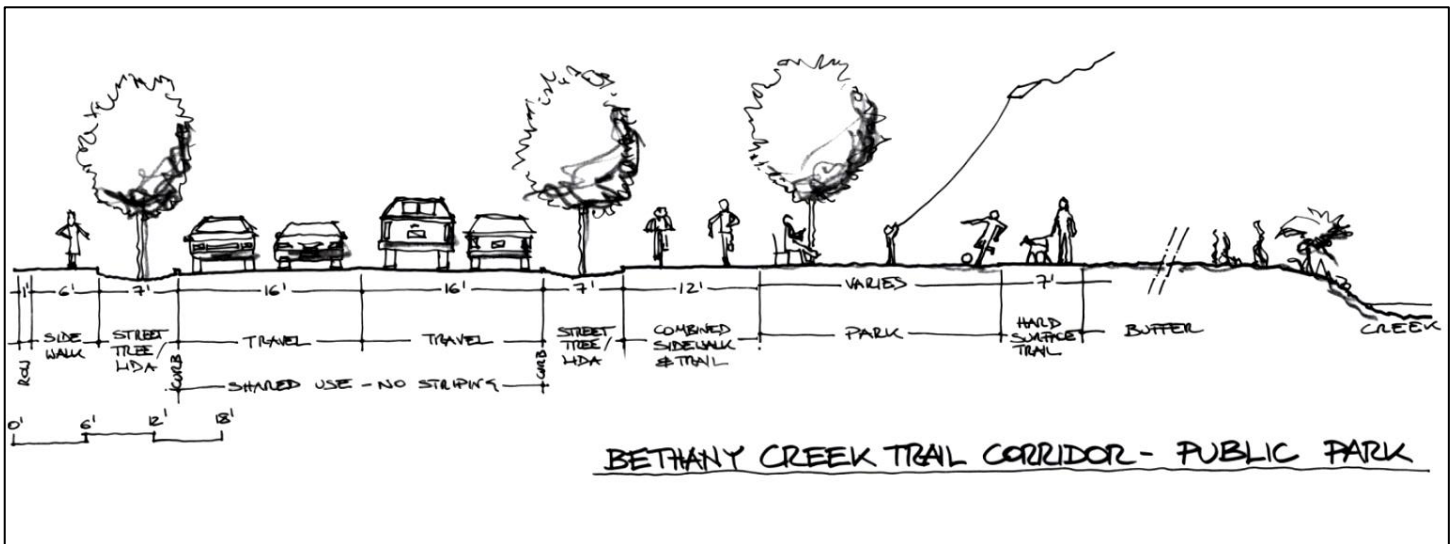 1' 6' 7' 16' 16' 7' 12' VARIES 7'
ROW
SIDE
WALK
STREET
TREE/
LIDA
CURB
TRAVEL
TRAVEL
SHARED USE - NO STRIPING
CURB
STREET
TREE/
LIDA
COMBINED
SIDEWALK
& TRAIL
PARK
HARD
SURFACE
TRAIL
BUFFER
CREEK
0' 6' 12' 18'
BETHANY CREEK TRAIL CORRIDOR - PUBLIC PARK